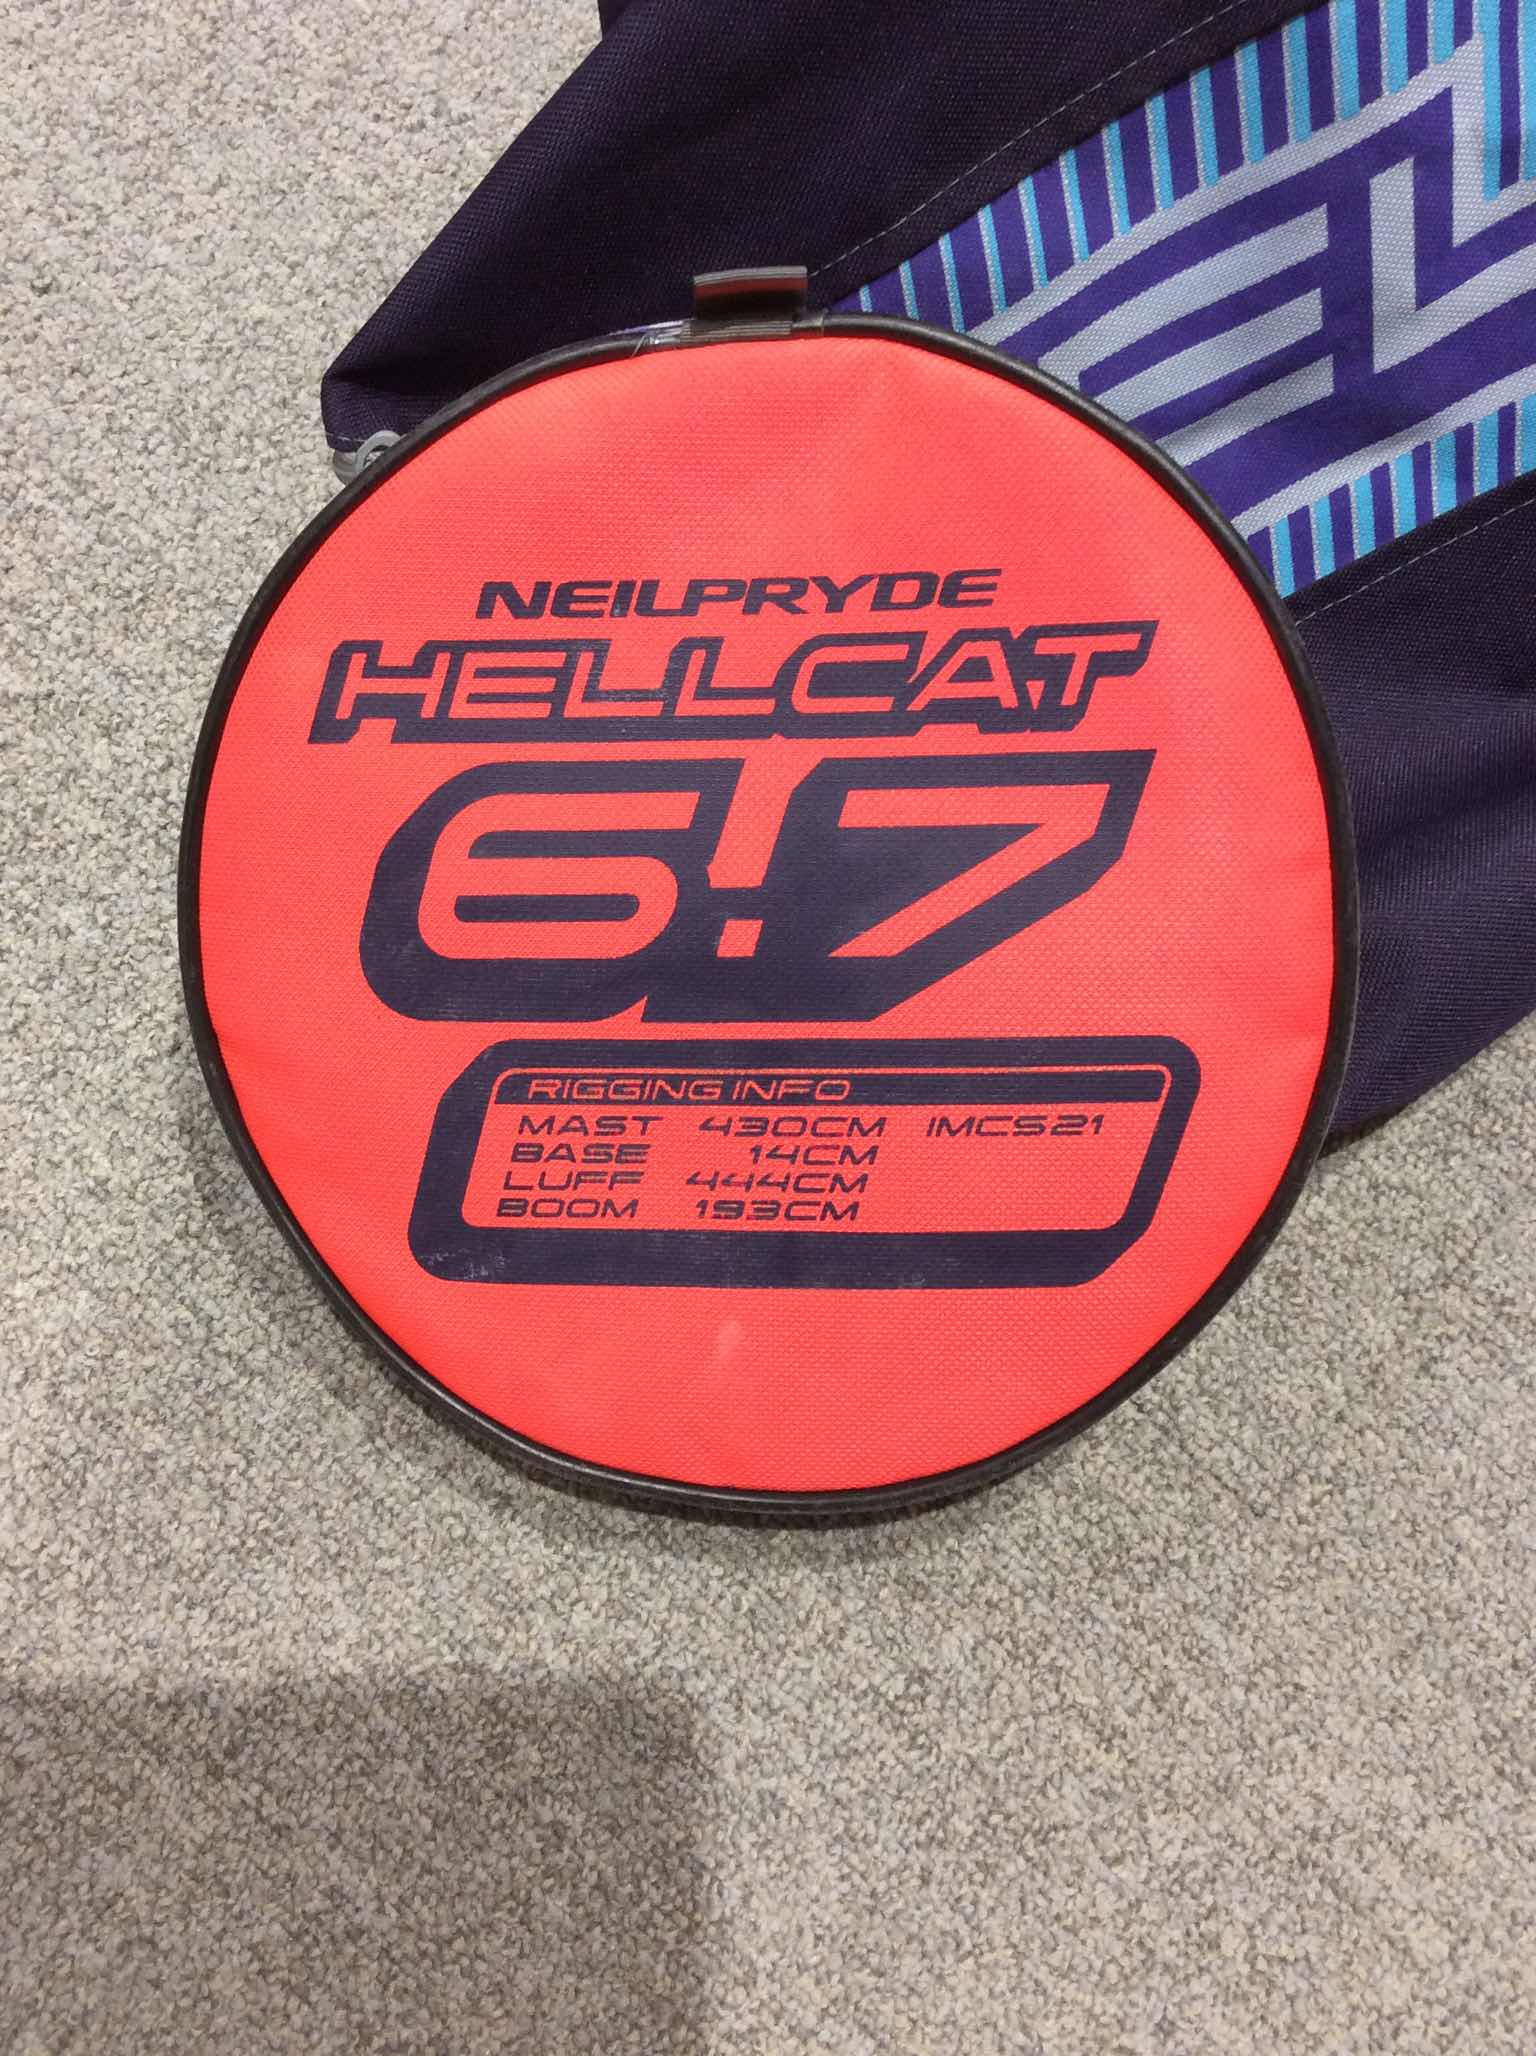 NEILPRYDE
HELLCAT
6.7
RIGGING INFO
MAST 430CM IMCS21
BASE 14CM
LUFF 444CM
BOOM 193CM